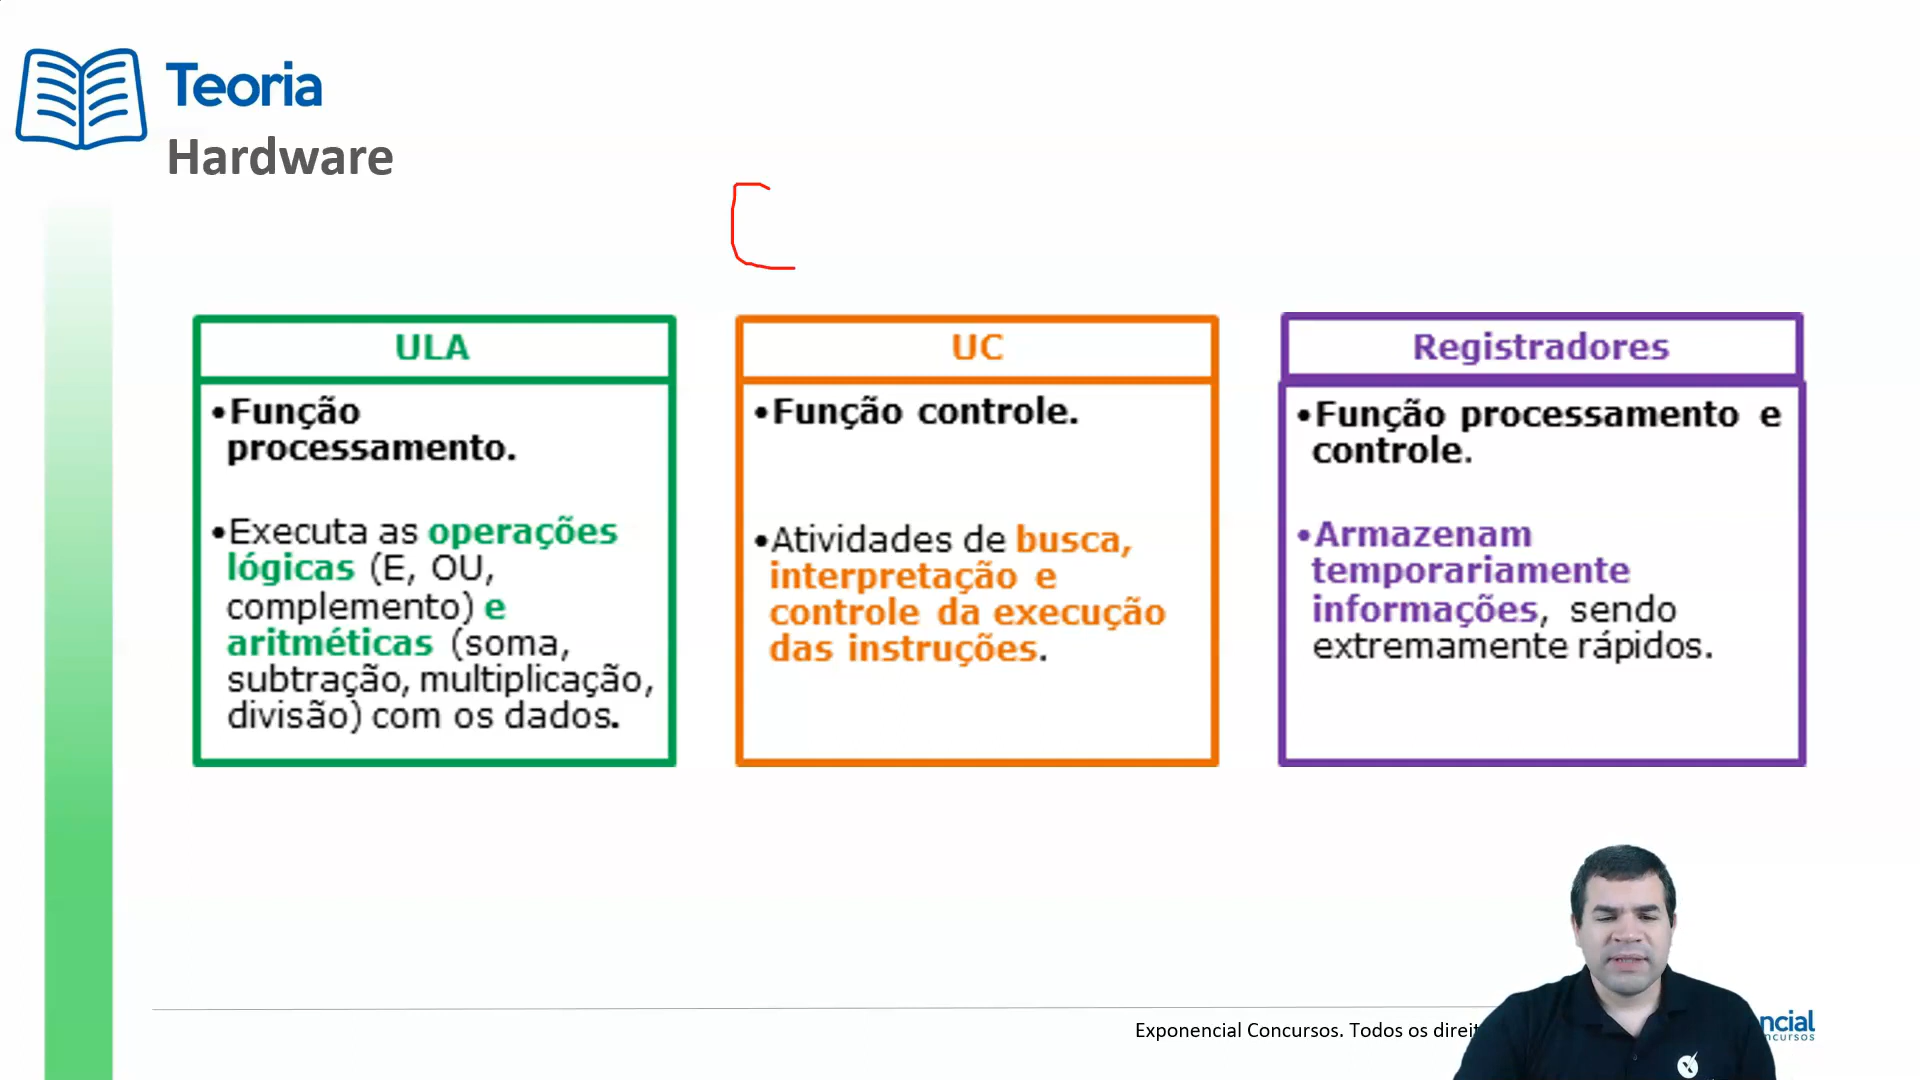 Teoria
Hardware
ULA
•Função
processamento.
•Executa as operações
lógicas (E, OU,
complemento) e
aritméticas (soma,
subtração, multiplicação,
divisão) com os dados.
UC
•Função controle.
•Atividades de busca,
interpretação e
controle da execução
das instruções.
Registradores
•Função processamento e
controle.
•Armazenam
temporariamente
informações, sendo
extremamente rápidos.
Exponencial Concursos. Todos os